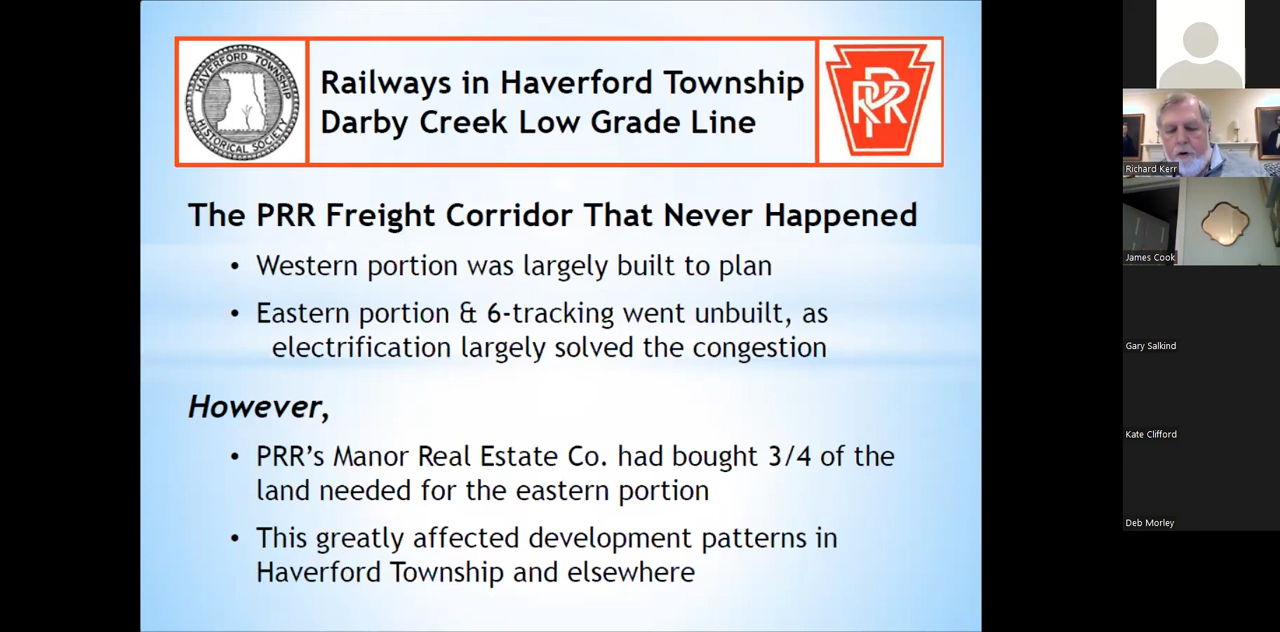 HAVERFORD TOWNSHIP
HISTORICAL SOCIETY
Railways in Haverford Township
Darby Creek Low Grade Line
PRR
The PRR Freight Corridor That Never Happened
• Western portion was largely built to plan
• Eastern portion & 6-tracking went unbuilt, as
electrification largely solved the congestion
However,
• PRR's Manor Real Estate Co. had bought 3/4 of the
land needed for the eastern portion
• This greatly affected development patterns in
Haverford Township and elsewhere
Richard Kerr
James Cook
Gary Salkind
Kate Clifford
Deb Morley